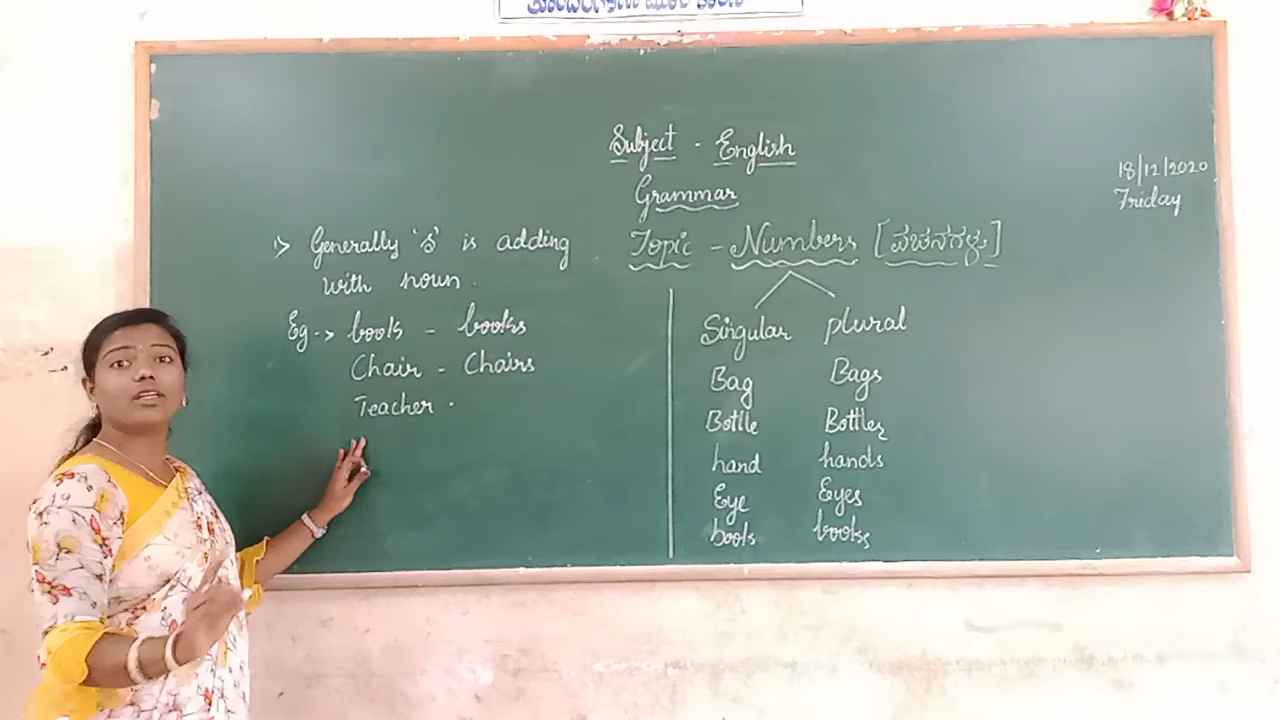 Subject - English
Grammar
Topic - Numbers [ವಚನಗಳು]
18/12/2020
Friday
1> Generally 's' is adding
with noun.
Eg -> book - books
Chair - Chairs
Teacher -
Singular plural
Bag Bags
Bottle Bottles
hand hands
Eye Eyes
book books